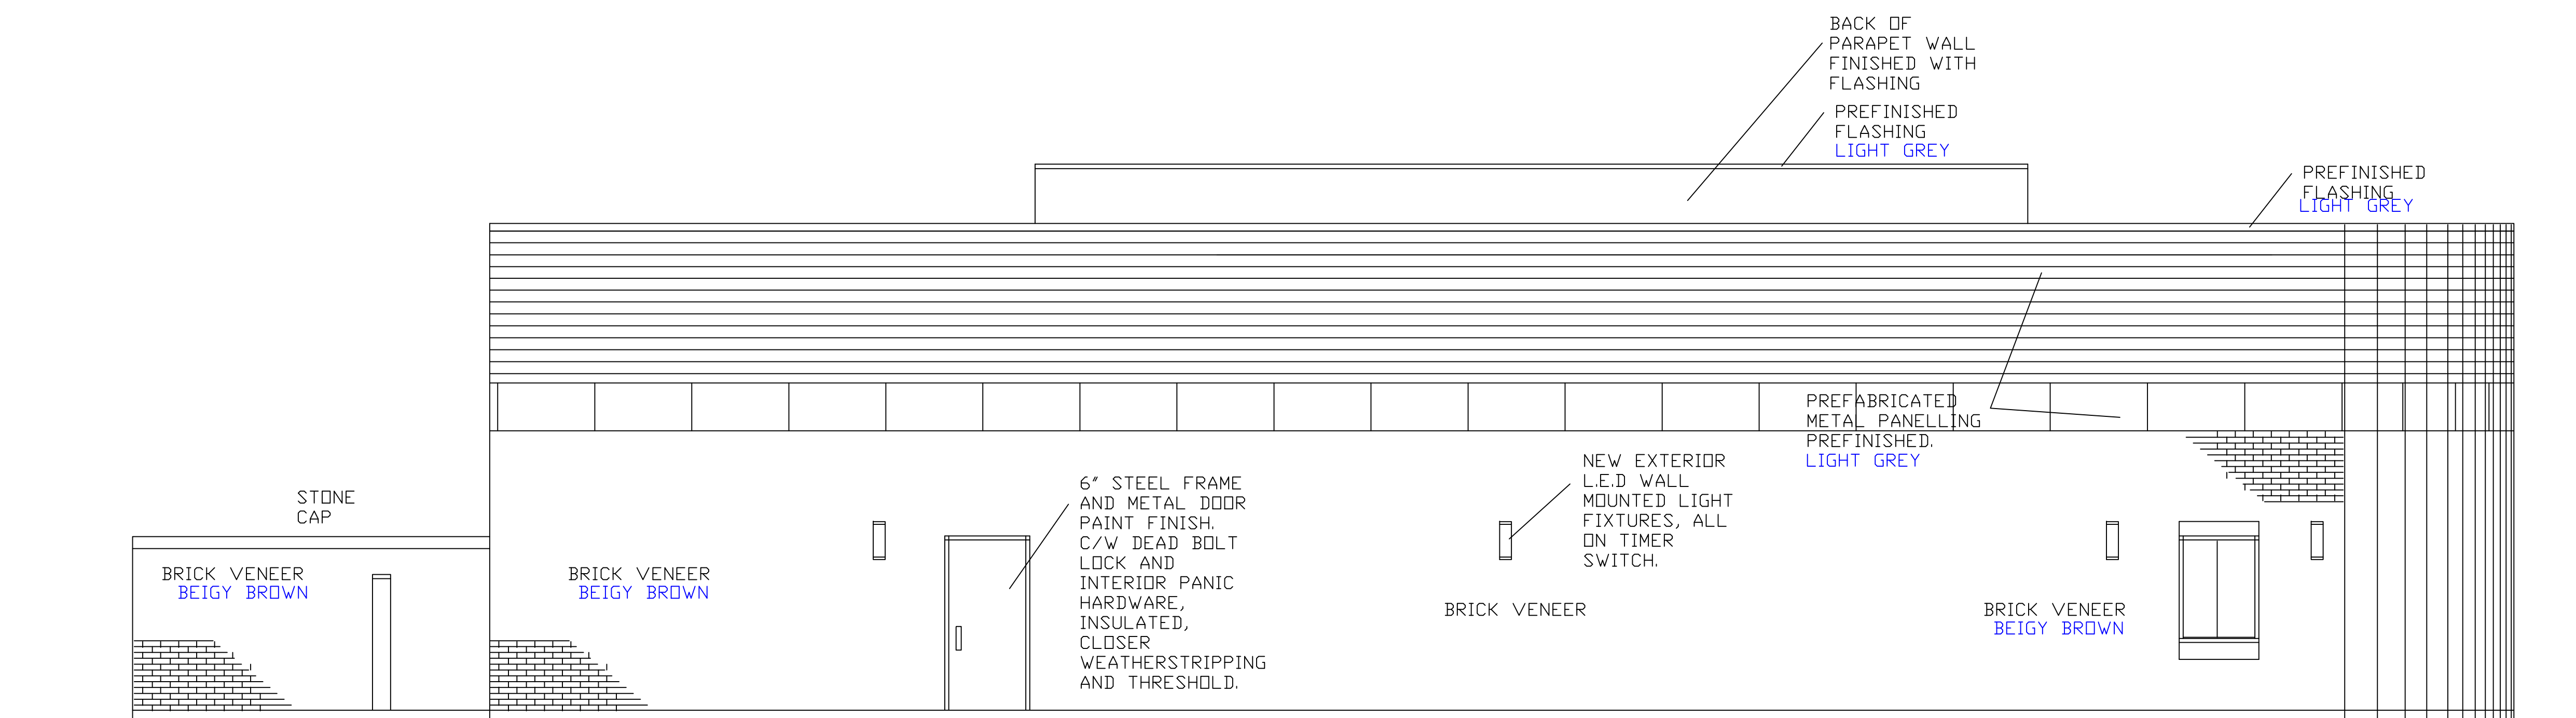 BACK OF
PARAPET WALL
FINISHED WITH
FLASHING
PREFINISHED
FLASHING
LIGHT GREY
PREFINISHED
FLASHING
LIGHT GREY
PREFABRICATED
METAL PANELLING
PREFINISHED.
LIGHT GREY
NEW EXTERIOR
L.E.D WALL
MOUNTED LIGHT
FIXTURES, ALL
ON TIMER
SWITCH.
6" STEEL FRAME
AND METAL DOOR
PAINT FINISH.
C/W DEAD BOLT
LOCK AND
INTERIOR PANIC
HARDWARE,
INSULATED,
CLOSER
WEATHERSTRIPPING
AND THRESHOLD.
STONE
CAP
BRICK VENEER
BEIGY BROWN
BRICK VENEER
BEIGY BROWN
BRICK VENEER
BRICK VENEER
BEIGY BROWN